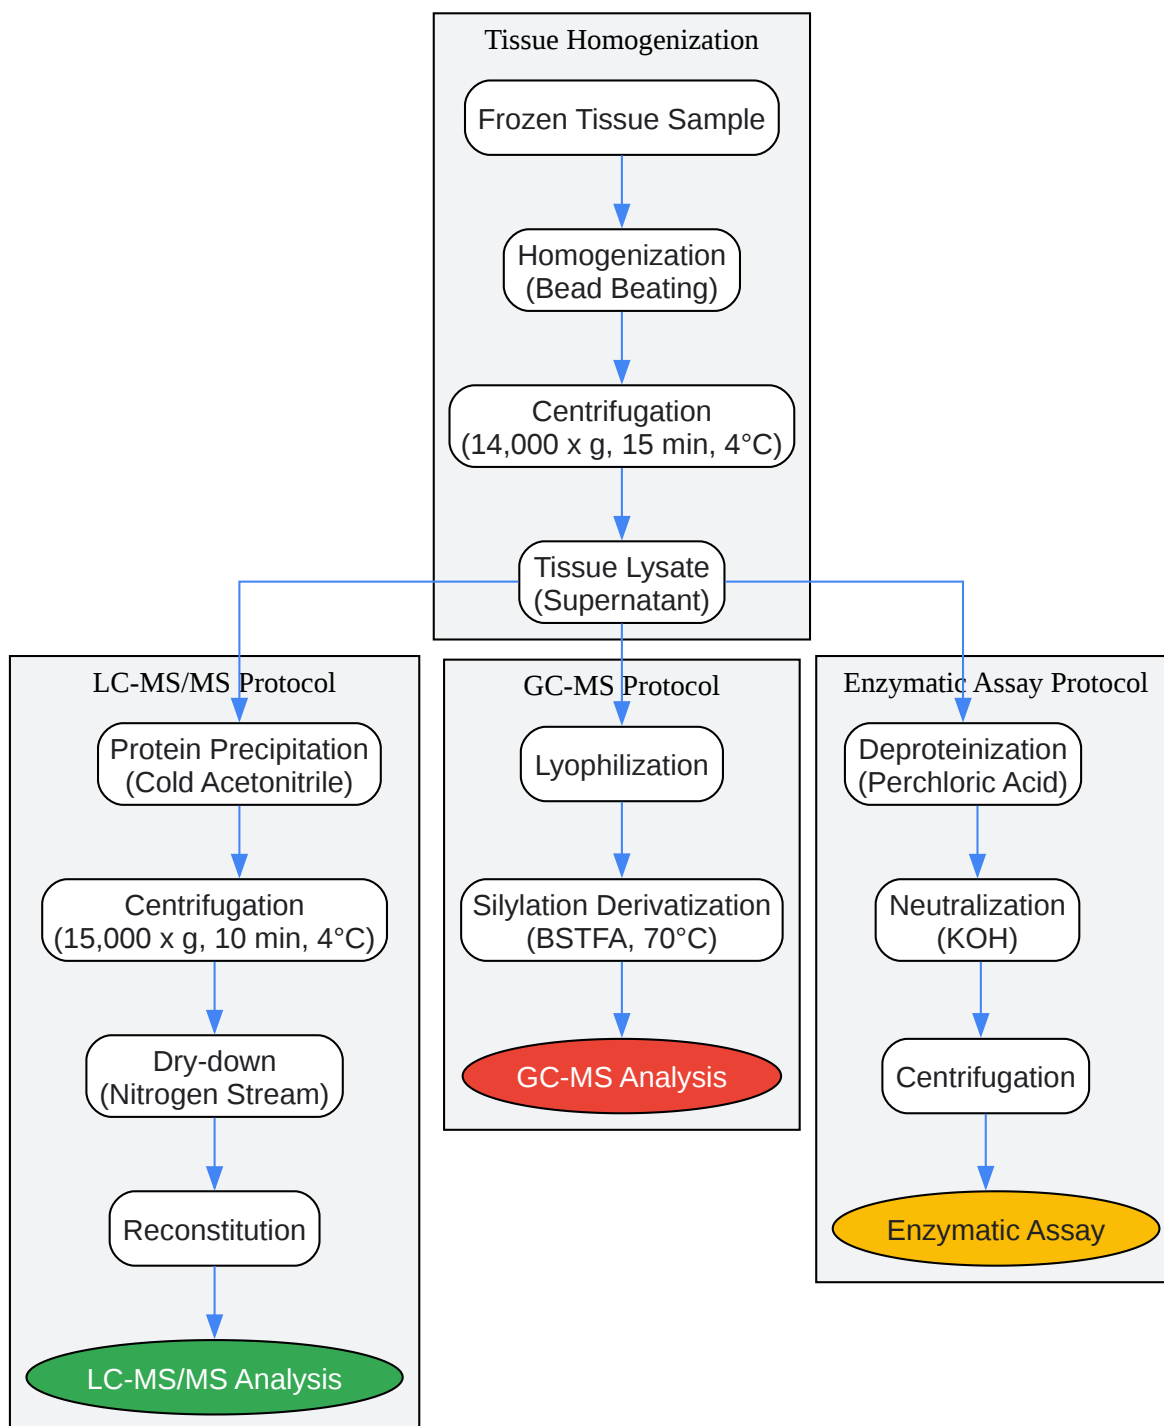 Tissue Homogenization
Frozen Tissue Sample
Homogenization
(Bead Beating)
Centrifugation
(14,000 x g, 15 min, 4°C)
Tissue Lysate
(Supernatant)
LC-MS/MS Protocol
Protein Precipitation
(Cold Acetonitrile)
Centrifugation
(15,000 x g, 10 min, 4°C)
Dry-down
(Nitrogen Stream)
Reconstitution
LC-MS/MS Analysis
GC-MS Protocol
Lyophilization
Silylation Derivatization
(BSTFA, 70°C)
GC-MS Analysis
Enzymatic Assay Protocol
Deproteinization
(Perchloric Acid)
Neutralization
(KOH)
Centrifugation
Enzymatic Assay